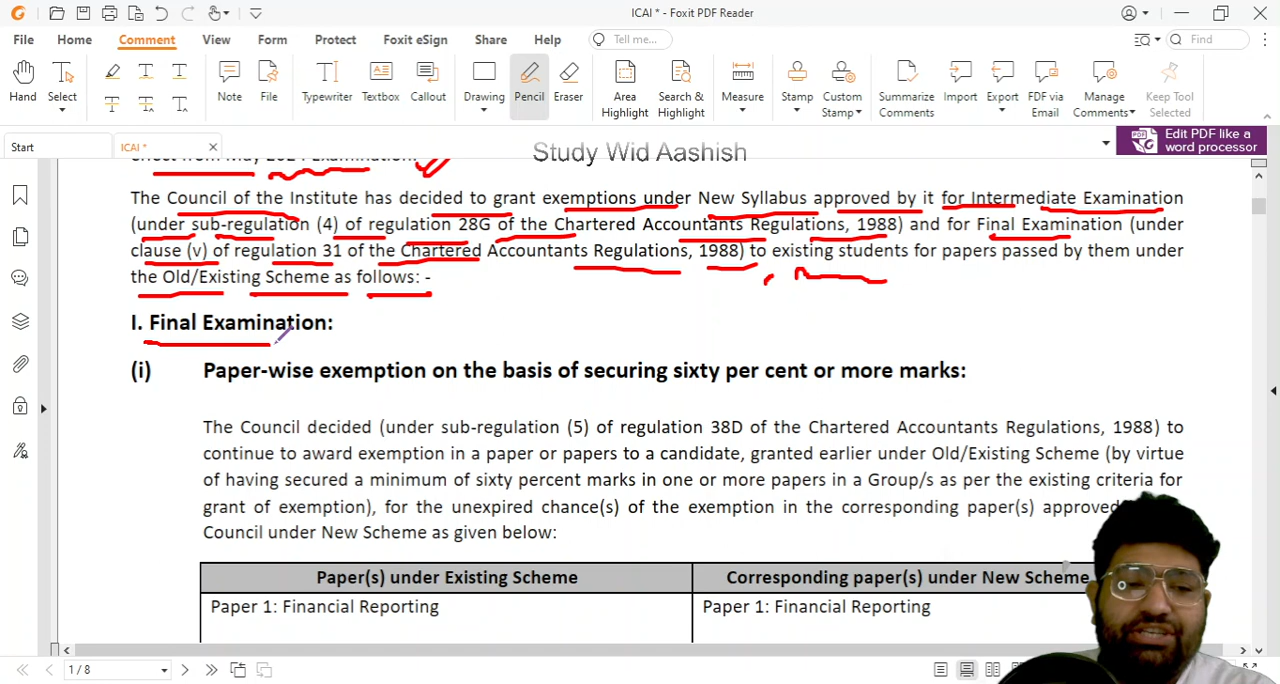 ICAI * - Foxit PDF Reader
File Home Comment View Form Protect Foxit eSign Share Help Tell me... Find
Hand Select Note File Typewriter Textbox Callout Drawing Pencil Eraser Area Highlight Search & Highlight Measure Stamp Custom Stamp Summarize Comments Import Export FDF via Email Manage Comments Keep Tool Selected
Start ICAI * Edit PDF like a word processor
Study Wid Aashish
The Council of the Institute has decided to grant exemptions under New Syllabus approved by it for Intermediate Examination
(under sub-regulation (4) of regulation 28G of the Chartered Accountants Regulations, 1988) and for Final Examination (under
clause (v) of regulation 31 of the Chartered Accountants Regulations, 1988) to existing students for papers passed by them under
the Old/Existing Scheme as follows: -
I. Final Examination:
(i) Paper-wise exemption on the basis of securing sixty per cent or more marks:
The Council decided (under sub-regulation (5) of regulation 38D of the Chartered Accountants Regulations, 1988) to
continue to award exemption in a paper or papers to a candidate, granted earlier under Old/Existing Scheme (by virtue
of having secured a minimum of sixty percent marks in one or more papers in a Group/s as per the existing criteria for
grant of exemption), for the unexpired chance(s) of the exemption in the corresponding paper(s) approved
Council under New Scheme as given below:
Paper(s) under Existing Scheme Corresponding paper(s) under New Scheme
Paper 1: Financial Reporting Paper 1: Financial Reporting
1 / 8